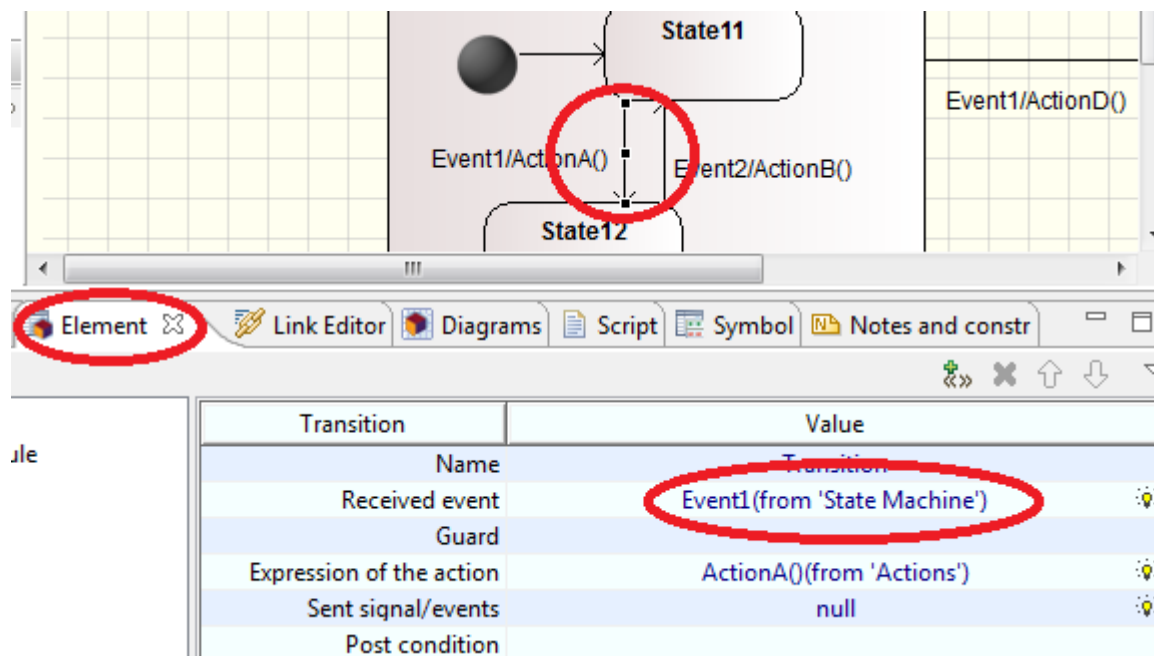 State11
Event1/ActionD()
Event1/ActionA()
Event2/ActionB()
State12
Element
Link Editor
Diagrams
Script
Symbol
Notes and constr
Transition
Value
ule
Name
Transition
Received event
Event1(from 'State Machine')
Guard
Expression of the action
ActionA()(from 'Actions')
Sent signal/events
null
Post condition